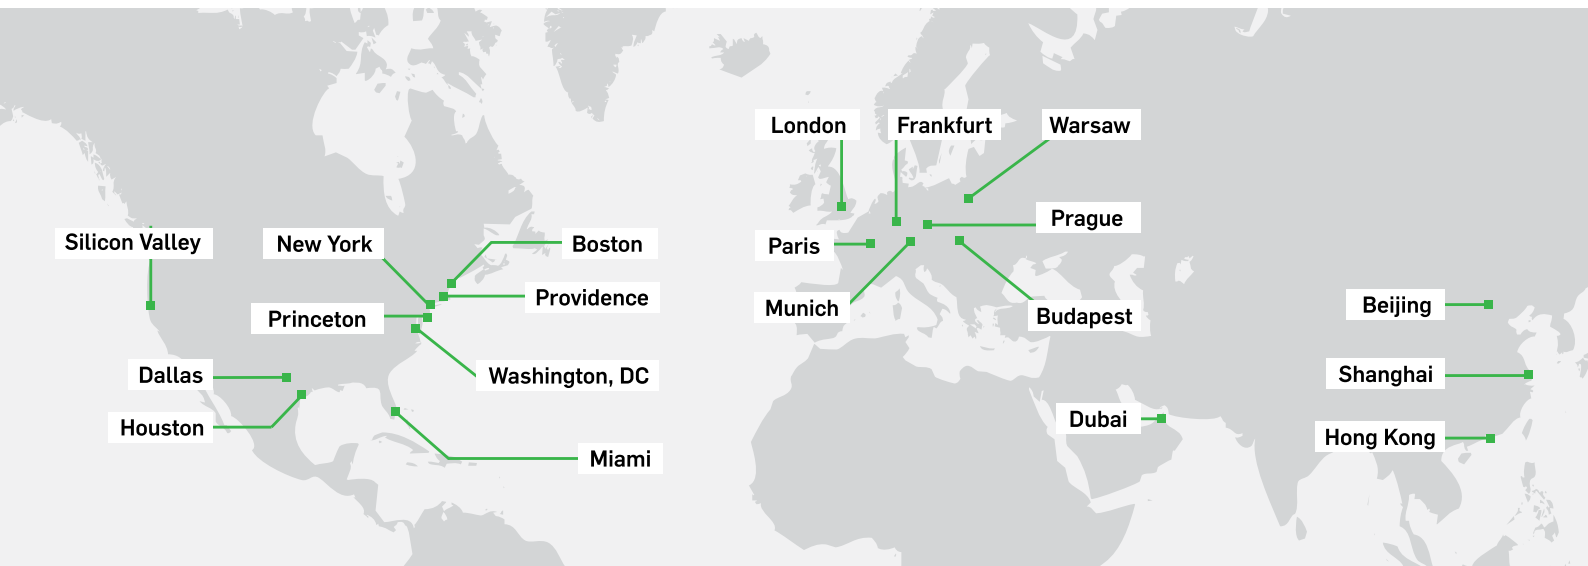 London
Frankfurt
Warsaw
Silicon Valley
New York
Boston
Paris
Prague
Princeton
Providence
Munich
Budapest
Beijing
Dallas
Washington, DC
Shanghai
Houston
Dubai
Hong Kong
Miami